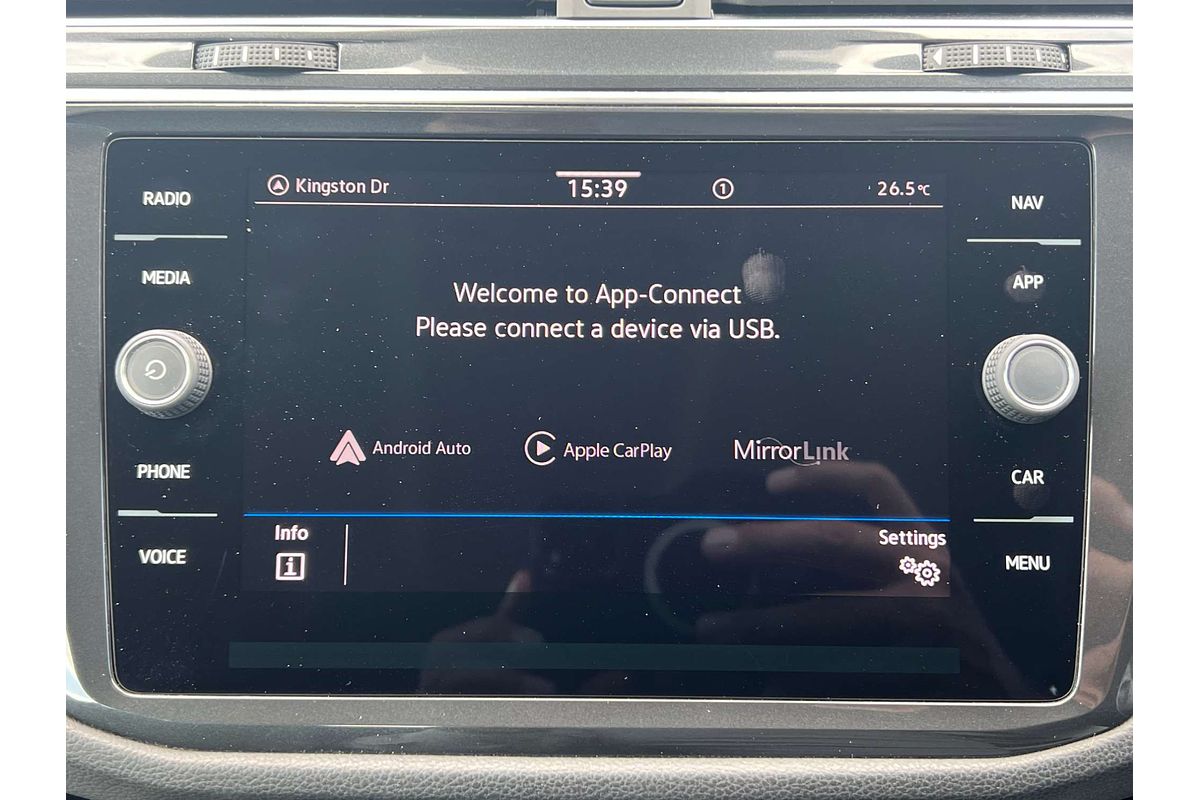 RADIO
MEDIA
PHONE
VOICE
Kingston Dr
15:39
1
26.5°C
Welcome to App-Connect
Please connect a device via USB.
Android Auto
Apple CarPlay
MirrorLink
Info
i
Settings
NAV
APP
CAR
MENU